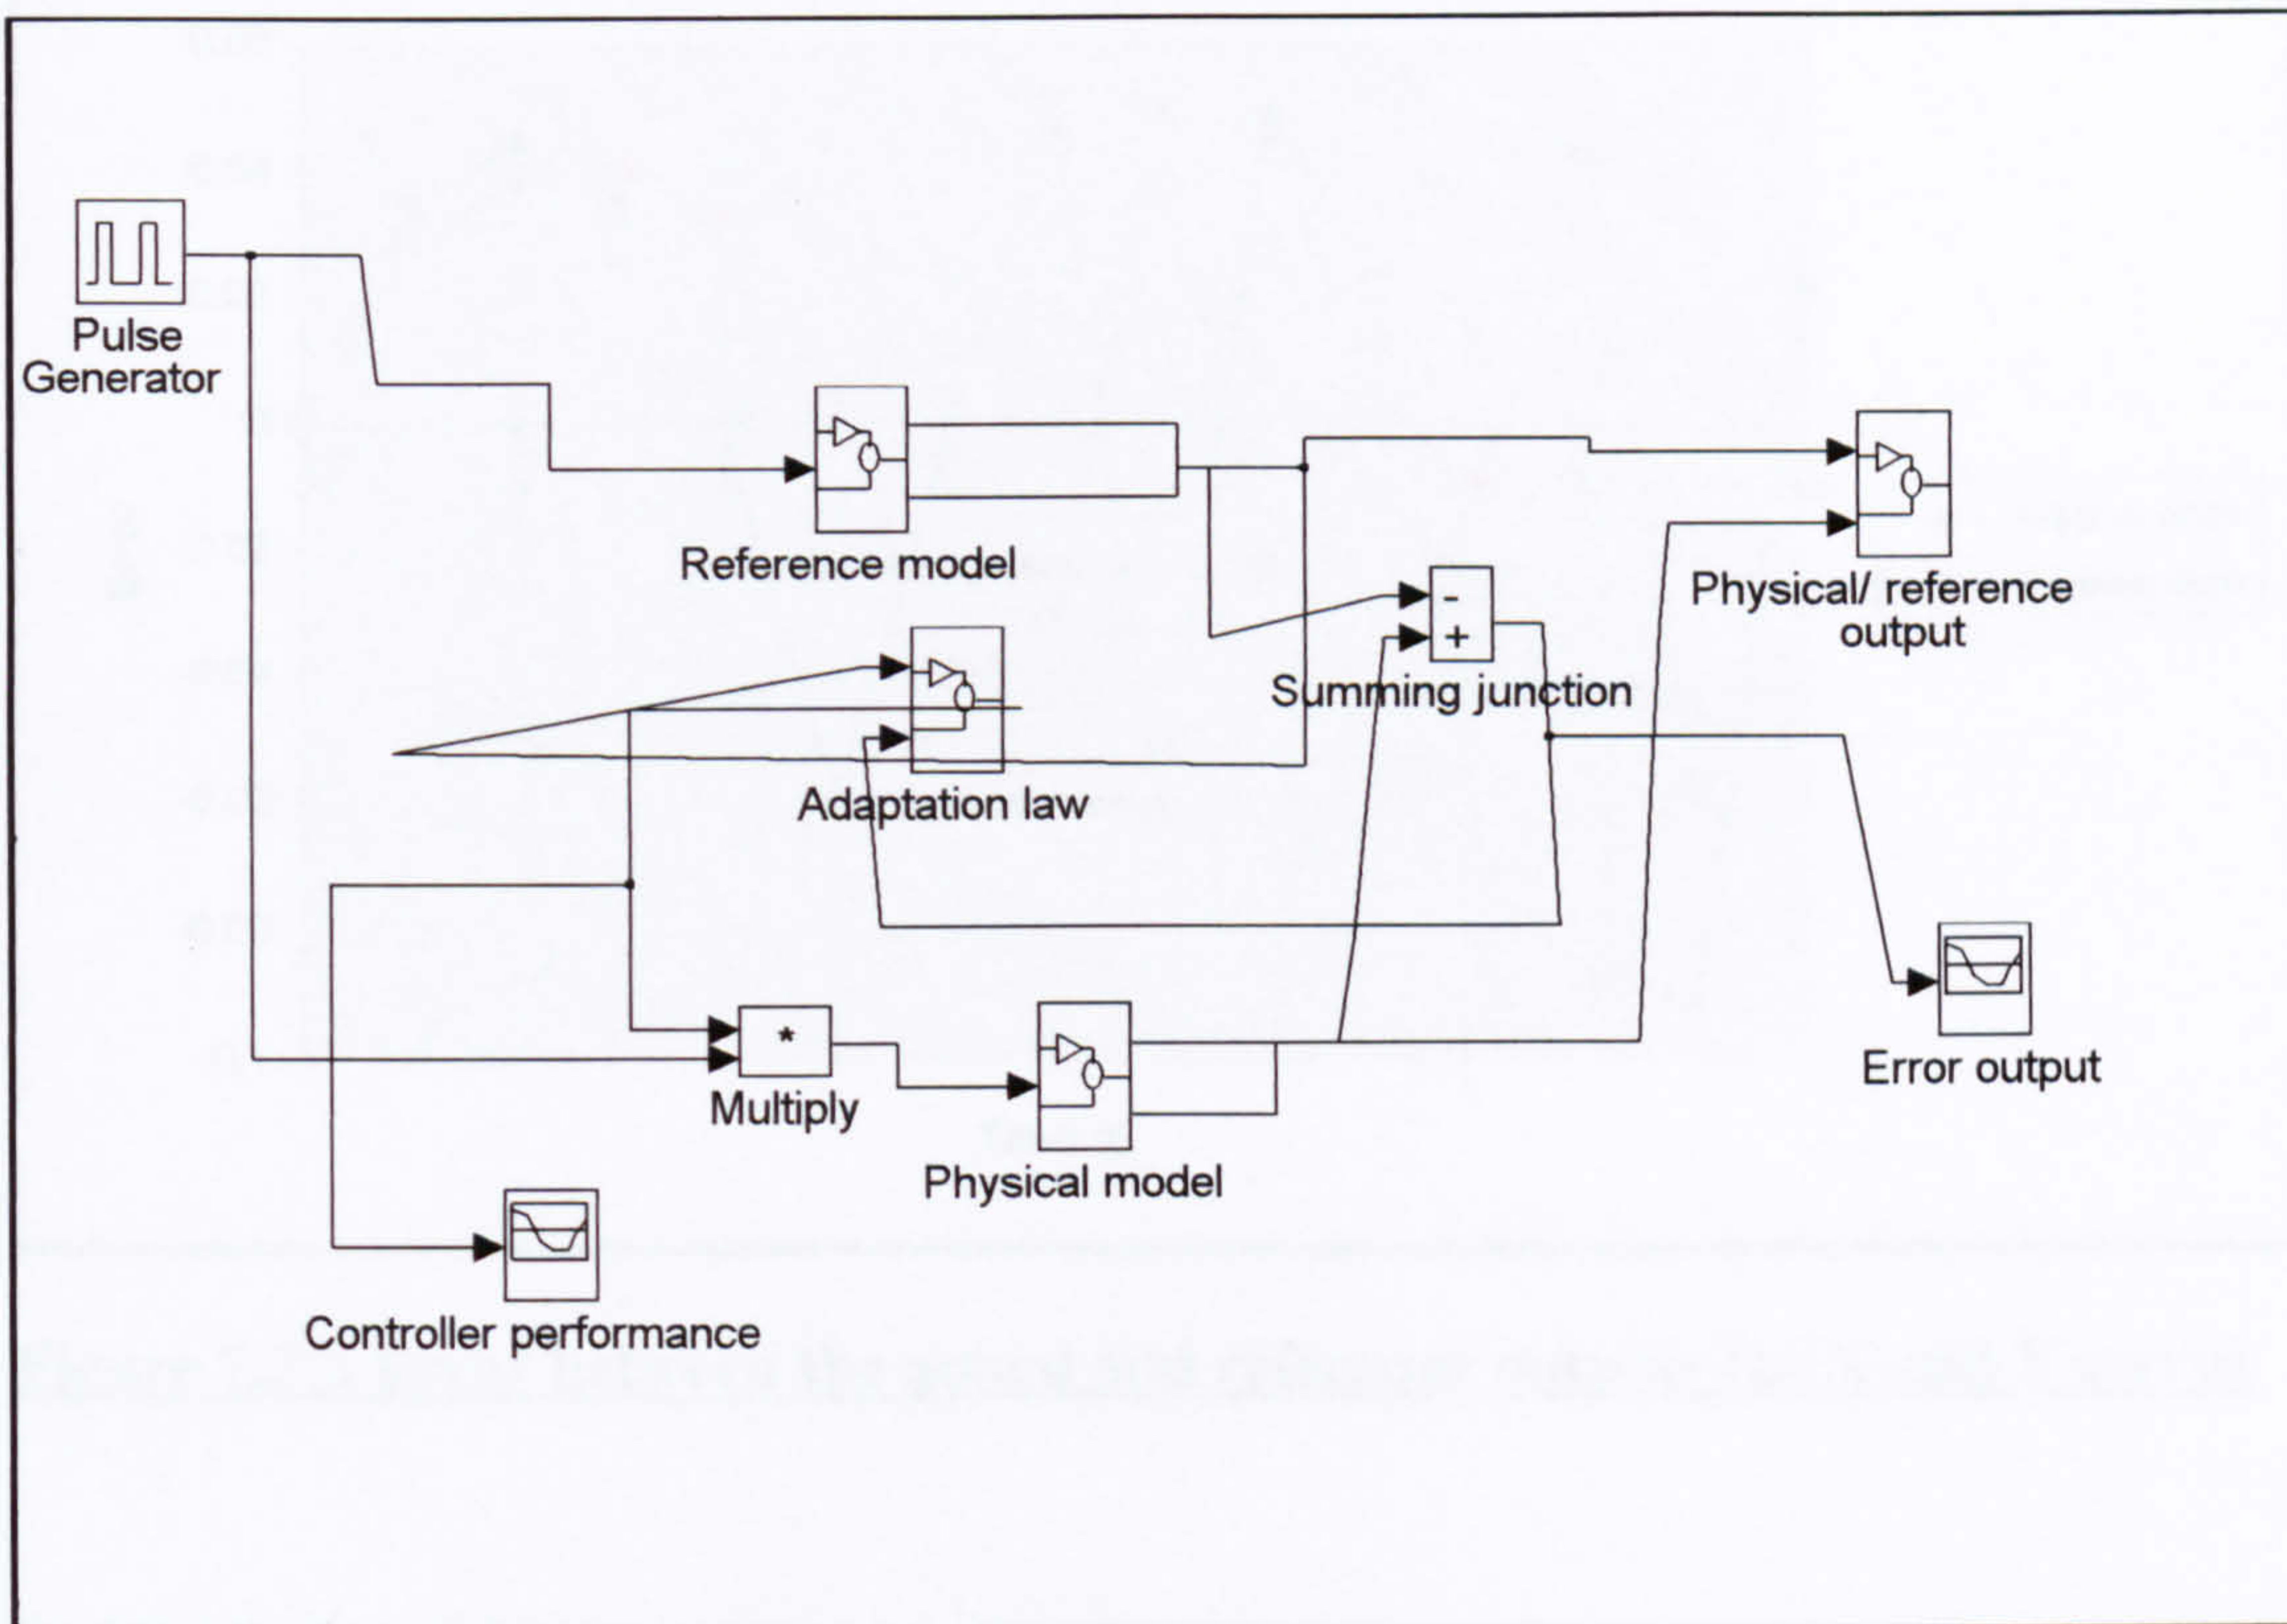 Pulse
Generator
Reference model
Physical/ reference
output
-
+
Summing junction
Adaptation law
*
Multiply
Physical model
Error output
Controller performance